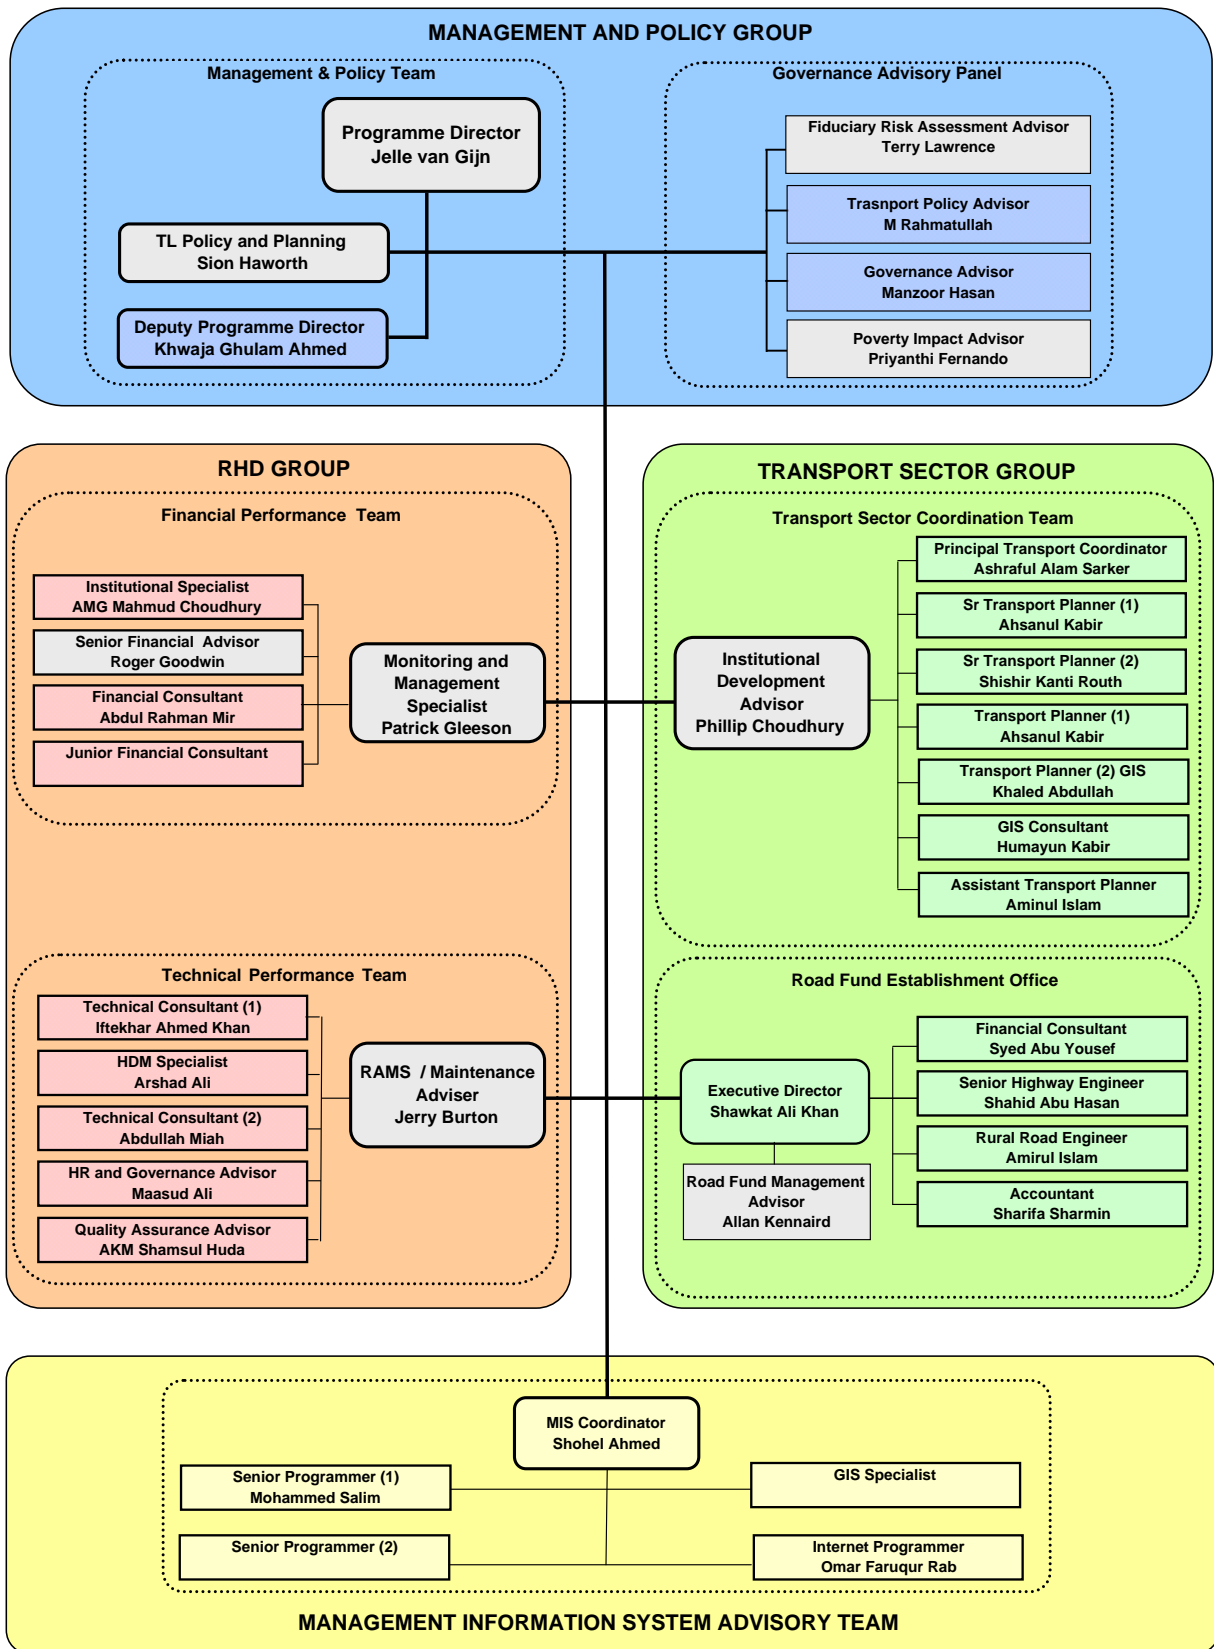 MANAGEMENT AND POLICY GROUP
Management & Policy Team
Programme Director
Jelle van Gijn
TL Policy and Planning
Sion Haworth
Deputy Programme Director
Khwaja Ghulam Ahmed
Governance Advisory Panel
Fiduciary Risk Assessment Advisor
Terry Lawrence
Trasnport Policy Advisor
M Rahmatullah
Governance Advisor
Manzoor Hasan
Poverty Impact Advisor
Priyanthi Fernando
RHD GROUP
Financial Performance Team
Institutional Specialist
AMG Mahmud Choudhury
Senior Financial Advisor
Roger Goodwin
Financial Consultant
Abdul Rahman Mir
Junior Financial Consultant
Monitoring and
Management
Specialist
Patrick Gleeson
Technical Performance Team
Technical Consultant (1)
Iftekhar Ahmed Khan
HDM Specialist
Arshad Ali
Technical Consultant (2)
Abdullah Miah
HR and Governance Advisor
Maasud Ali
Quality Assurance Advisor
AKM Shamsul Huda
RAMS / Maintenance
Adviser
Jerry Burton
TRANSPORT SECTOR GROUP
Transport Sector Coordination Team
Institutional
Development
Advisor
Phillip Choudhury
Principal Transport Coordinator
Ashraful Alam Sarker
Sr Transport Planner (1)
Ahsanul Kabir
Sr Transport Planner (2)
Shishir Kanti Routh
Transport Planner (1)
Ahsanul Kabir
Transport Planner (2) GIS
Khaled Abdullah
GIS Consultant
Humayun Kabir
Assistant Transport Planner
Aminul Islam
Road Fund Establishment Office
Executive Director
Shawkat Ali Khan
Road Fund Management
Advisor
Allan Kennaird
Financial Consultant
Syed Abu Yousef
Senior Highway Engineer
Shahid Abu Hasan
Rural Road Engineer
Amirul Islam
Accountant
Sharifa Sharmin
MIS Coordinator
Shohel Ahmed
Senior Programmer (1)
Mohammed Salim
GIS Specialist
Senior Programmer (2)
Internet Programmer
Omar Faruqur Rab
MANAGEMENT INFORMATION SYSTEM ADVISORY TEAM